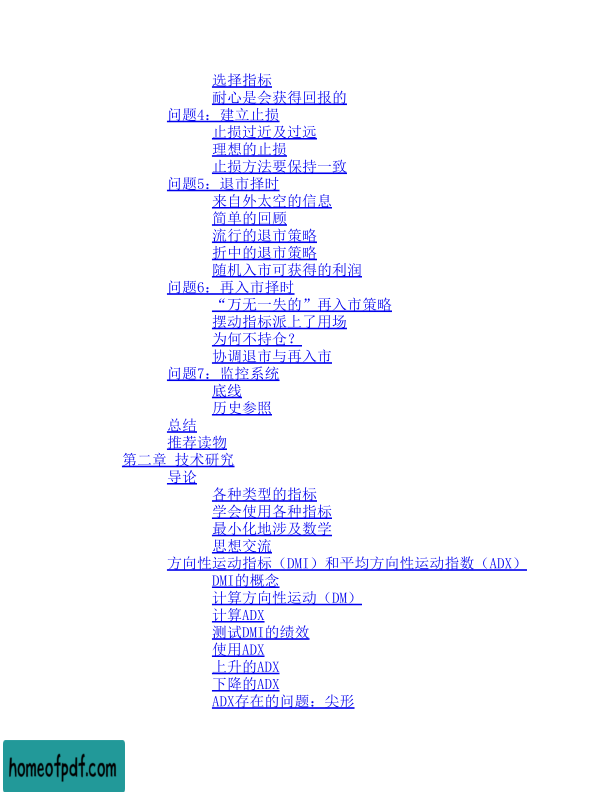 选择指标
耐心是会获得回报的
问题4：建立止损
止损过近及过远
理想的止损
止损方法要保持一致
问题5：退市择时
来自外太空的信息
简单的回顾
流行的退市策略
折中的退市策略
随机入市可获得的利润
问题6：再入市择时
“万无一失的”再入市策略
摆动指标派上了用场
为何不持仓？
协调退市与再入市
问题7：监控系统
底线
历史参照
总结
推荐读物
第二章 技术研究
导论
各种类型的指标
学会使用各种指标
最小化地涉及数学
思想交流
方向性运动指标（DMI）和平均方向性运动指数（ADX）
DMI的概念
计算方向性运动（DM）
计算ADX
测试DMI的绩效
使用ADX
上升的ADX
下降的ADX
ADX存在的问题：尖形
homeofpdf.com